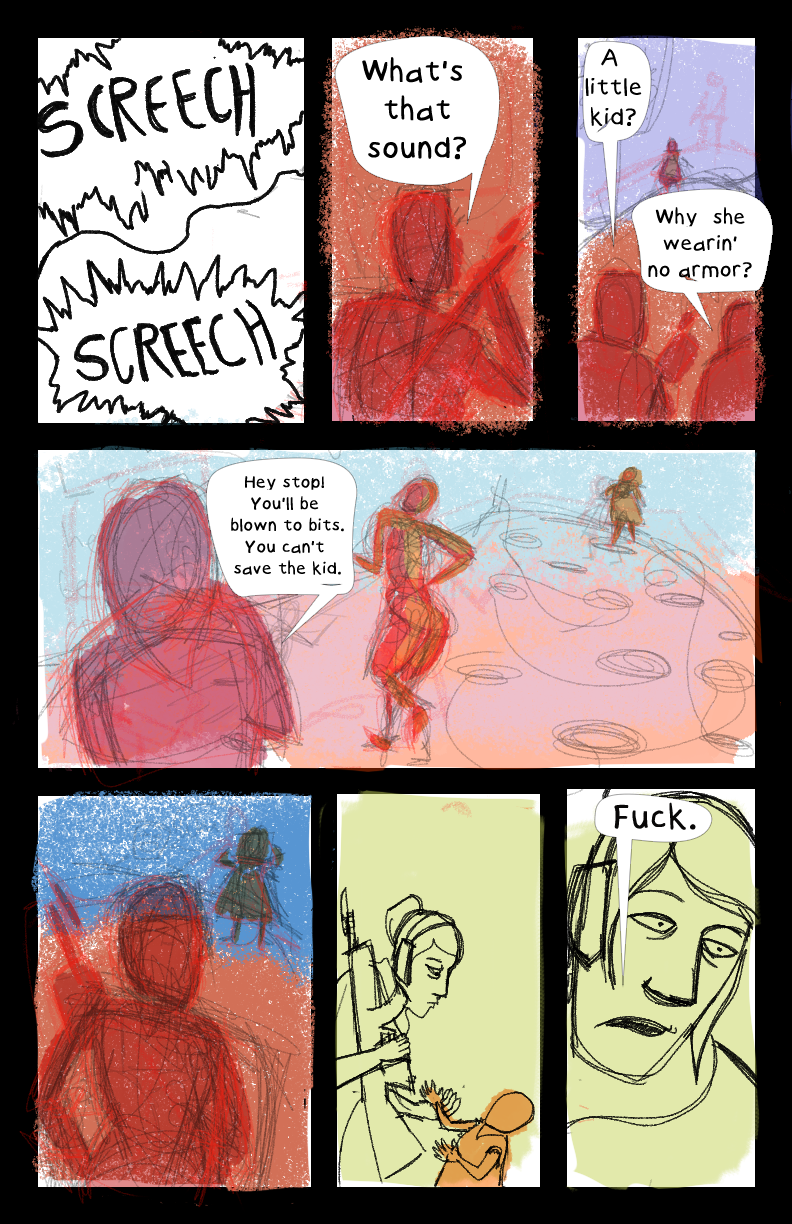 SCREECH
SCREECH
What's
that
sound?
A
little
kid?
Why she
wearin'
no armor?
Hey stop!
You'll be
blown to bits.
You can't
save the kid.
Fuck.